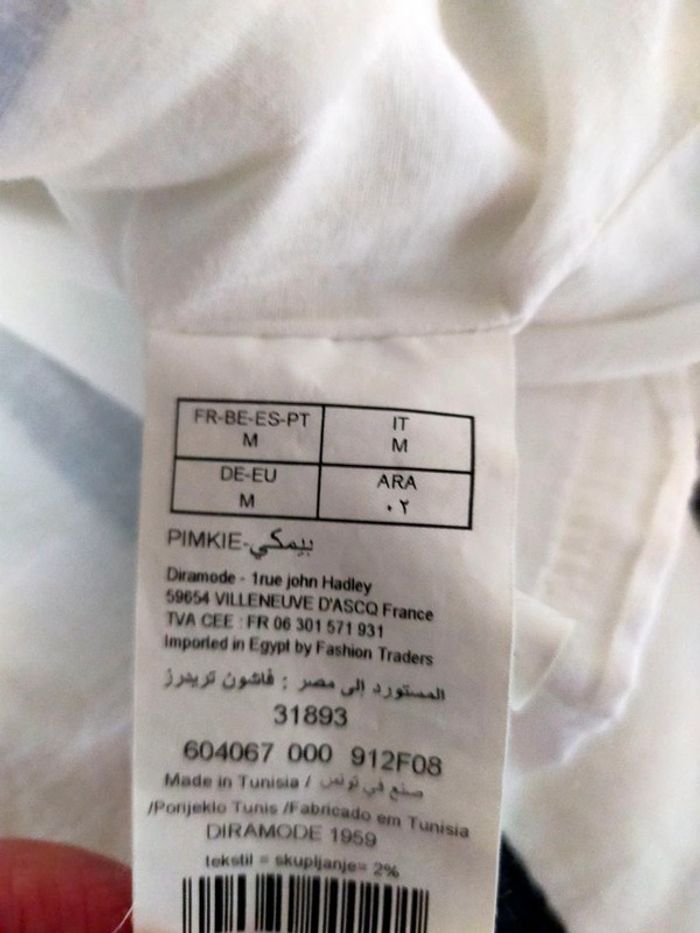 FR-BE-ES-PT
M
IT
M
DE-EU
M
ARA
٠٢
PIMKIE-بيمكي
Diramode - 1rue john Hadley
59654 VILLENEUVE D'ASCQ France
TVA CEE : FR 06 301 571 931
Imported in Egypt by Fashion Traders
المستورد إلى مصر : فاشون تريدرز
31893
604067 000 912F08
Made in Tunisia / صنع في تونس
/Porijeklo Tunis /Fabricado em Tunisia
DIRAMODE 1959
tekstil = skupljanje= 2%